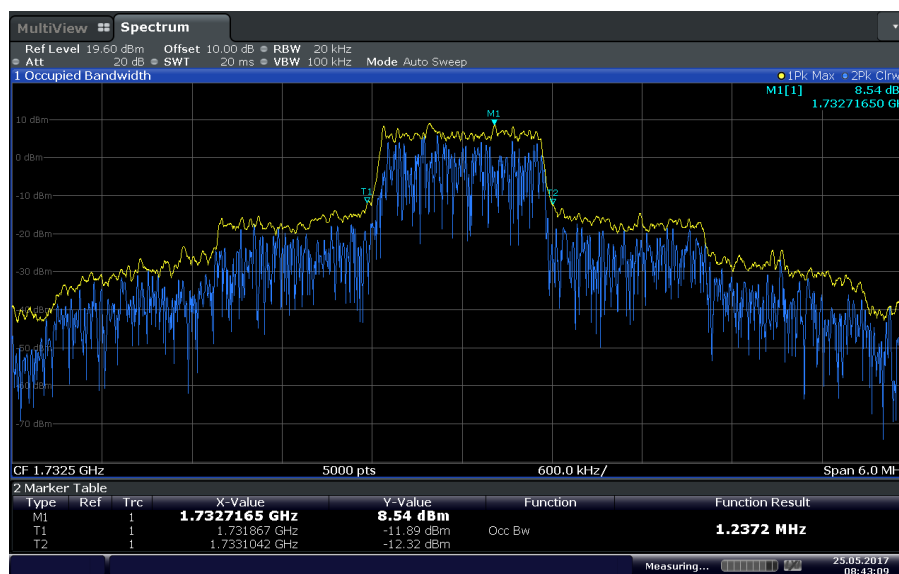 MultiView Spectrum
Ref Level 19.60 dBm Offset 10.00 dB RBW 20 kHz
Att 20 dB SWT 20 ms VBW 100 kHz Mode Auto Sweep
1 Occupied Bandwidth 1Pk Max 2Pk Clrw
M1[1] 8.54 dB
1.73271650 GH
M1
10 dBm
0 dBm
T1
T2
-10 dBm
-20 dBm
-30 dBm
-40 dBm
-50 dBm
-60 dBm
-70 dBm
CF 1.7325 GHz 5000 pts 600.0 kHz/ Span 6.0 MH
2 Marker Table
Type Ref Trc X-Value Y-Value Function Function Result
M1 1 1.7327165 GHz 8.54 dBm
T1 1 1.731867 GHz -11.89 dBm Occ Bw 1.2372 MHz
T2 1 1.7331042 GHz -12.32 dBm
Measuring... 25.05.2017
08:43:09